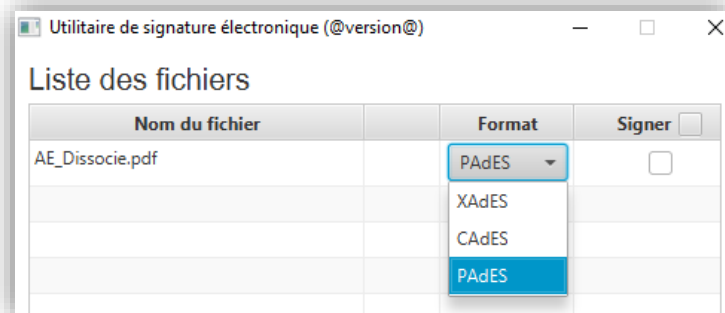 Utilitaire de signature électronique (@version@)
Liste des fichiers
Nom du fichier Format Signer
AE_Dissocie.pdf PAdES
XAdES
CAdES
PAdES